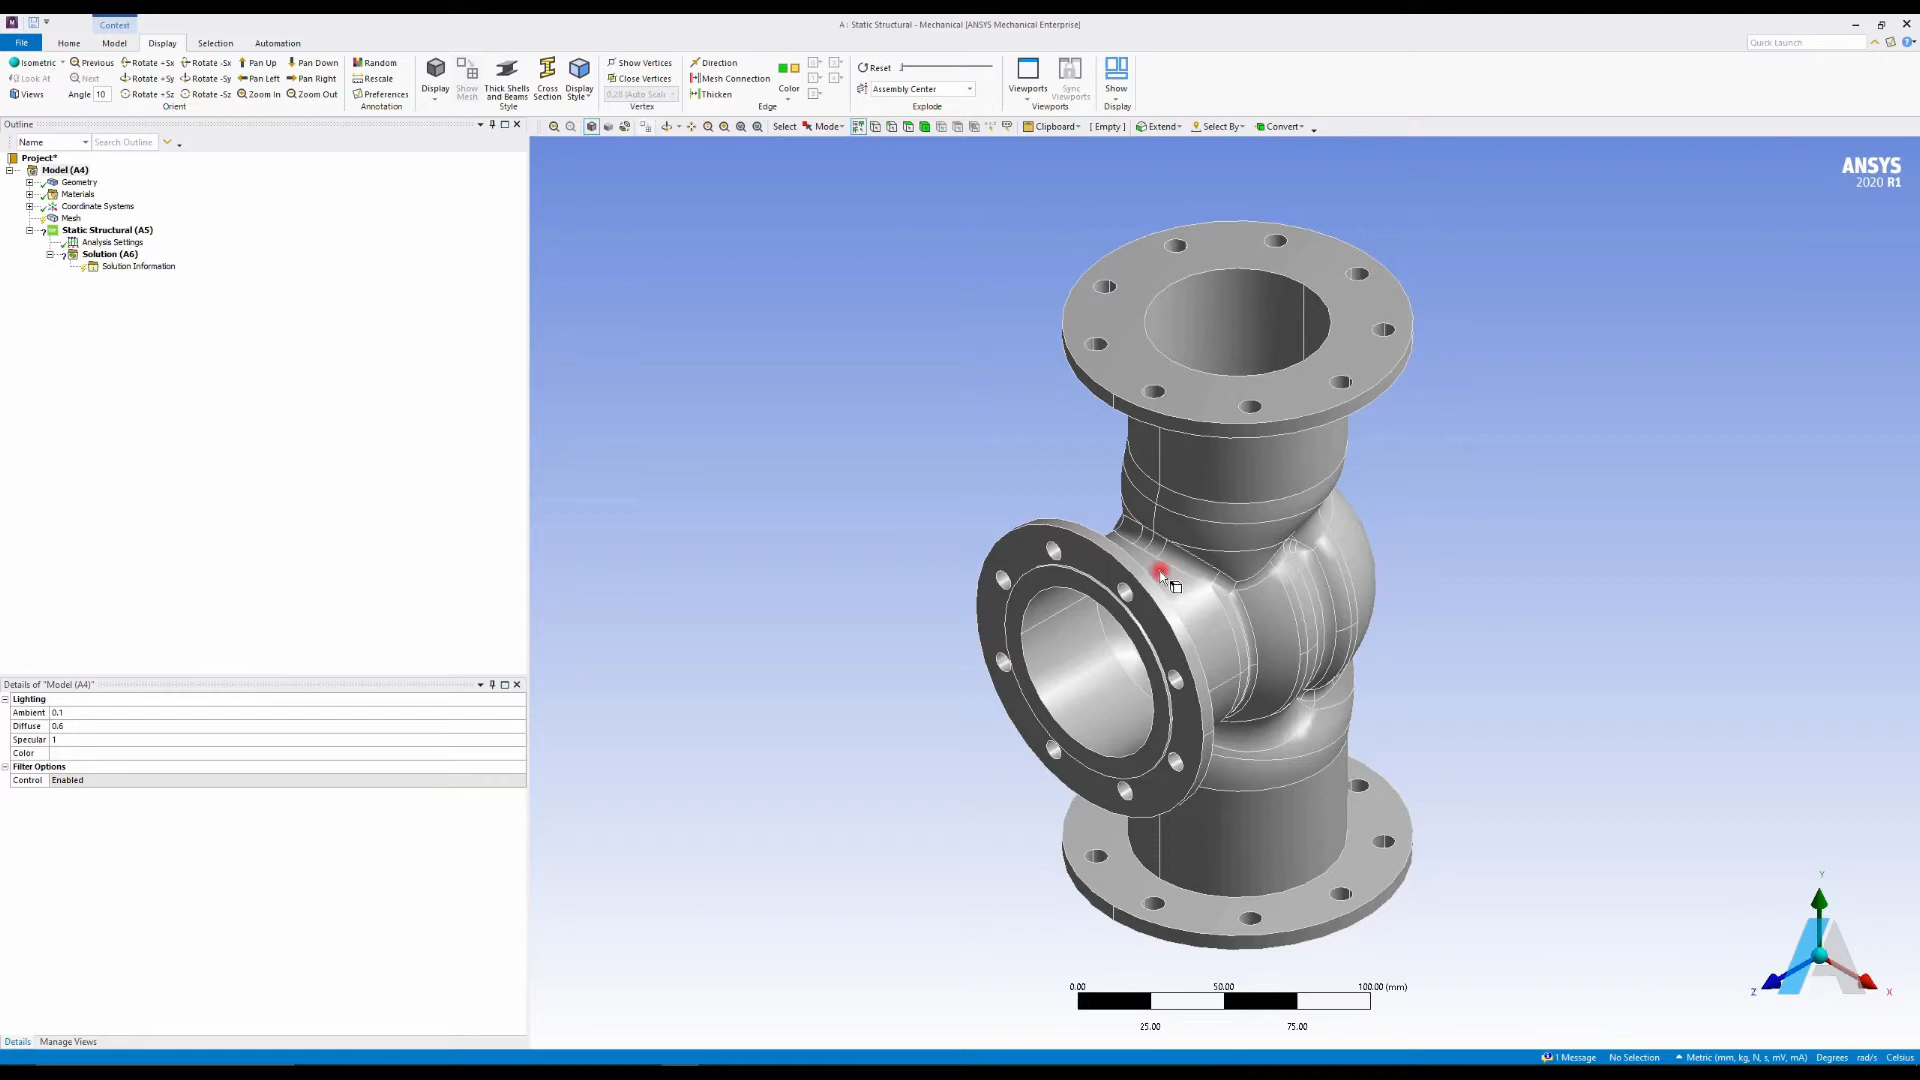 Context
A : Static Structural - Mechanical [ANSYS Mechanical Enterprise]
File Home Model Display Selection Automation
Quick Launch
Isometric Previous Rotate +Sx Rotate -Sx Pan Up Pan Down
Look At Next Rotate +Sy Rotate -Sy Pan Left Pan Right
Views Angle 10 Rotate +Sz Rotate -Sz Zoom In Zoom Out
Orient
Random
Rescale
Preferences
Annotation
Display
Show Mesh
Thick Shells and Beams
Cross Section
Display Style
Style
Show Vertices
Close Vertices
0.28 (Auto Scale
Vertex
Direction
Mesh Connection
Thicken
Color
Edge
Reset
Assembly Center
Explode
Viewports
Sync Viewports
Viewports
Show
Display
Outline
Name Search Outline
Select Mode Clipboard [ Empty ] Extend Select By Convert
Project*
Model (A4)
Geometry
Materials
Coordinate Systems
Mesh
Static Structural (A5)
Analysis Settings
Solution (A6)
Solution Information
ANSYS
2020 R1
Details of "Model (A4)"
Lighting
Ambient 0.1
Diffuse 0.6
Specular 1
Color
Filter Options
Control Enabled
Y
Z X
0.00 50.00 100.00 (mm)
25.00 75.00
Details Manage Views
1 Message No Selection Metric (mm, kg, N, s, mV, mA) Degrees rad/s Celsius